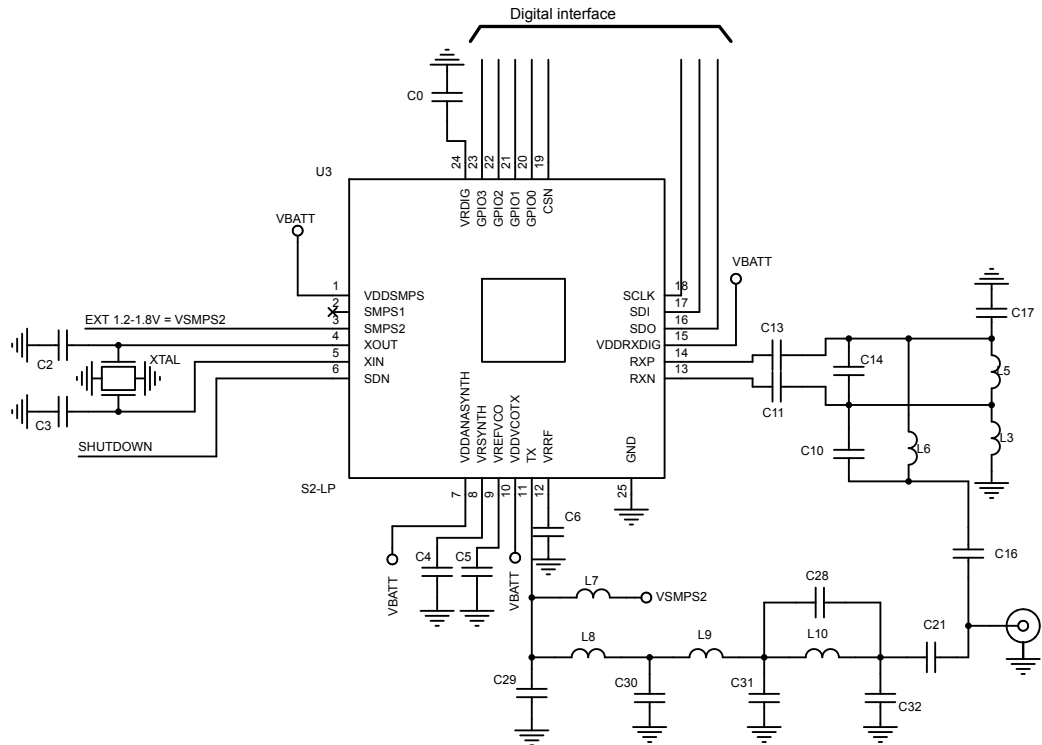 Digital interface
C0
24
23
22
21
20
19
U3
VRDIG
GPIO3
GPIO2
GPIO1
GPIO0
CSN
VBATT
VBATT
1
VDDSMPS
SCLK
18
2
SMPS1
SDI
17
EXT 1.2-1.8V = VSMPS2
3
SMPS2
SDO
16
4
XOUT
VDDRXDIG
15
5
XIN
RXP
14
6
SDN
RXN
13
C13
C17
C2
XTAL
C14
L5
C3
C11
C10
L6
L3
SHUTDOWN
VDDANASYNTH
VRSYNTH
VREFVCO
VDDVCOTX
TX
VRRF
GND
S2-LP
7
8
9
10
11
12
25
C6
C4
C5
VBATT
VBATT
C16
L7
VSMPS2
C28
C21
L8
L9
L10
C29
C30
C31
C32